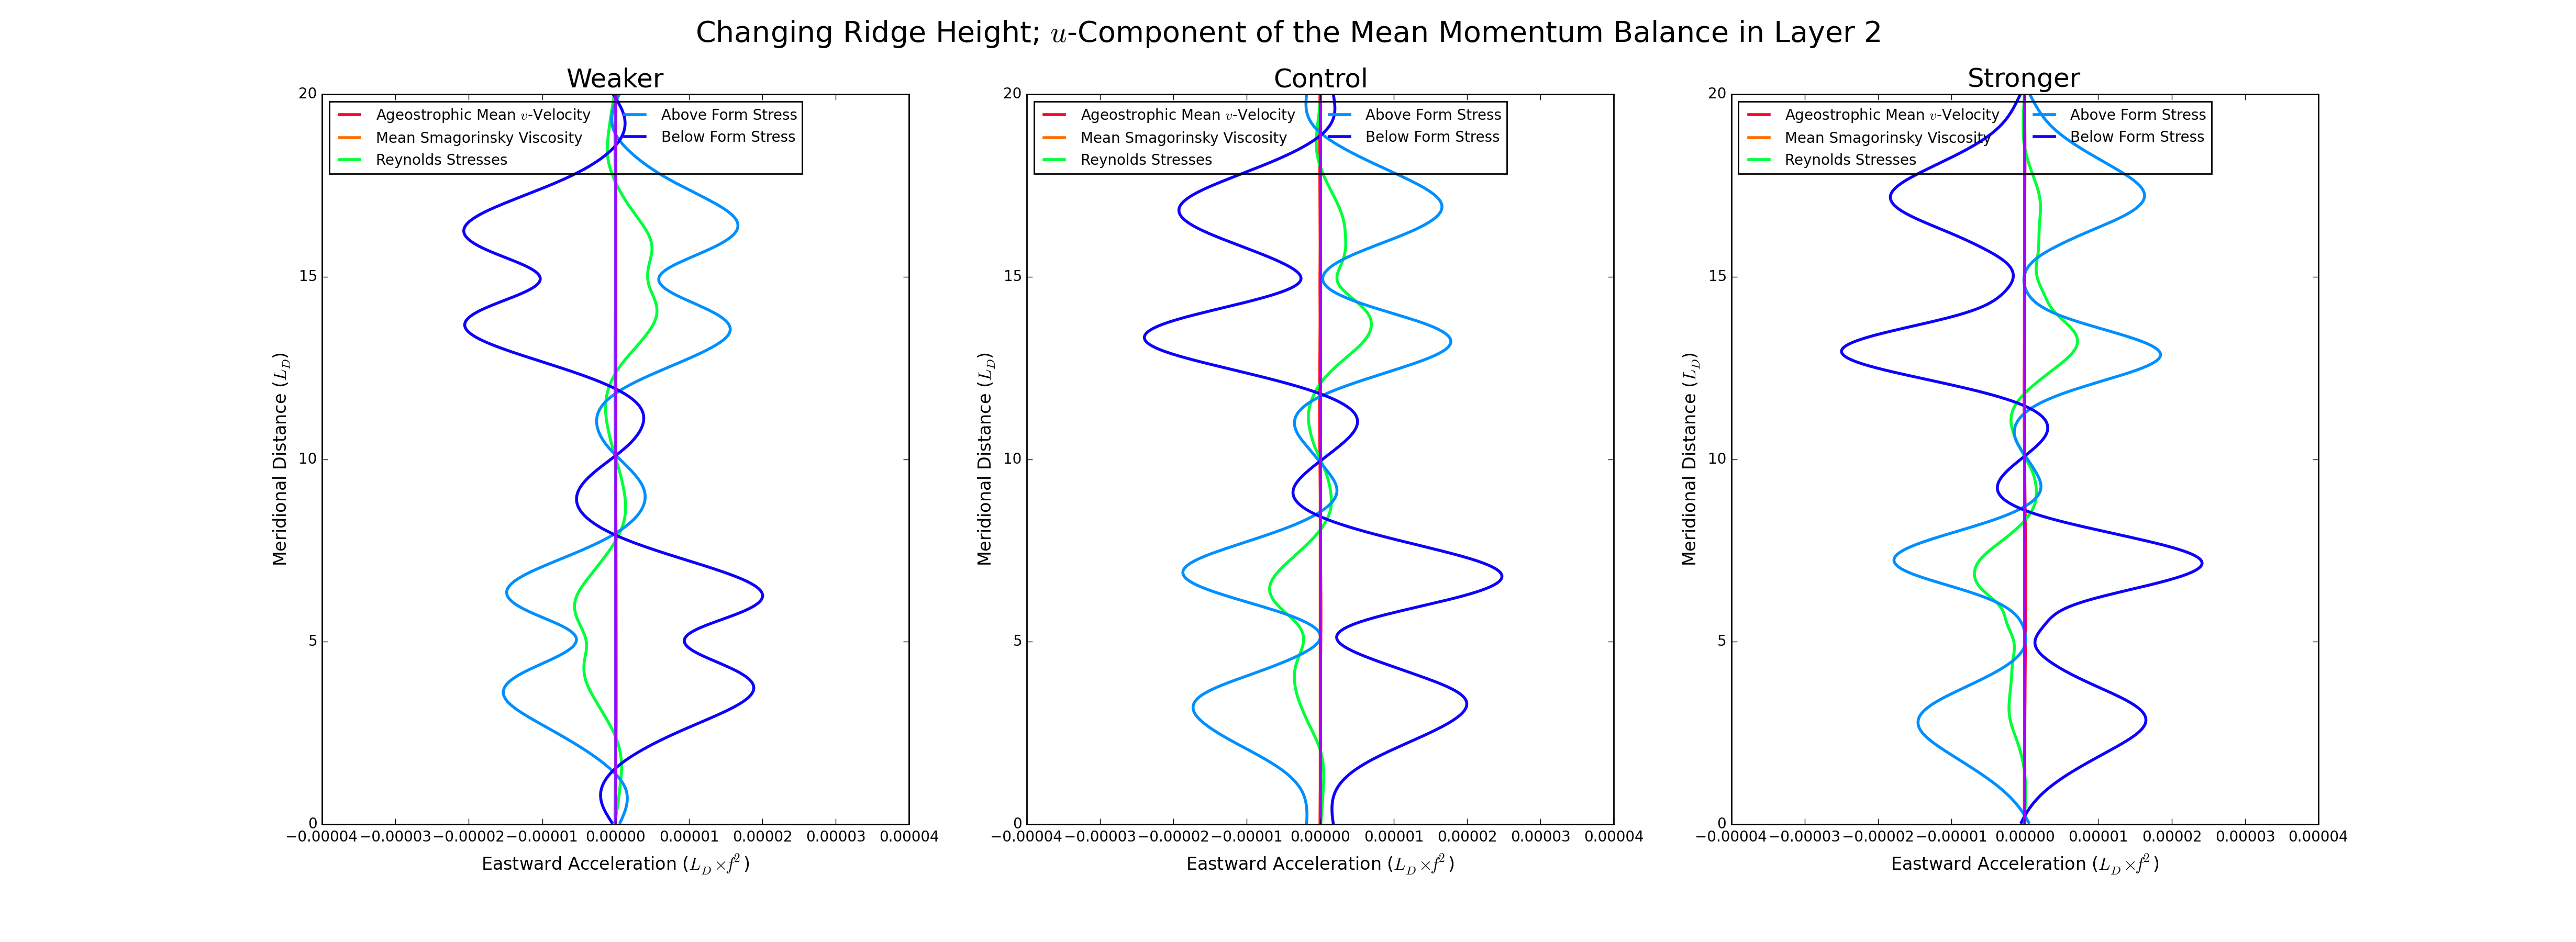 Changing Ridge Height; u-Component of the Mean Momentum Balance in Layer 2
Weaker
Ageostrophic Mean v-Velocity
Mean Smagorinsky Viscosity
Reynolds Stresses
Above Form Stress
Below Form Stress
20
15
10
5
0
Meridional Distance (L_D)
−0.00004 −0.00003 −0.00002 −0.00001 0.00000 0.00001 0.00002 0.00003 0.00004
Eastward Acceleration (L_D×f²)
Control
Ageostrophic Mean v-Velocity
Mean Smagorinsky Viscosity
Reynolds Stresses
Above Form Stress
Below Form Stress
20
15
10
5
0
Meridional Distance (L_D)
−0.00004 −0.00003 −0.00002 −0.00001 0.00000 0.00001 0.00002 0.00003 0.00004
Eastward Acceleration (L_D×f²)
Stronger
Ageostrophic Mean v-Velocity
Mean Smagorinsky Viscosity
Reynolds Stresses
Above Form Stress
Below Form Stress
20
15
10
5
0
Meridional Distance (L_D)
−0.00004 −0.00003 −0.00002 −0.00001 0.00000 0.00001 0.00002 0.00003 0.00004
Eastward Acceleration (L_D×f²)